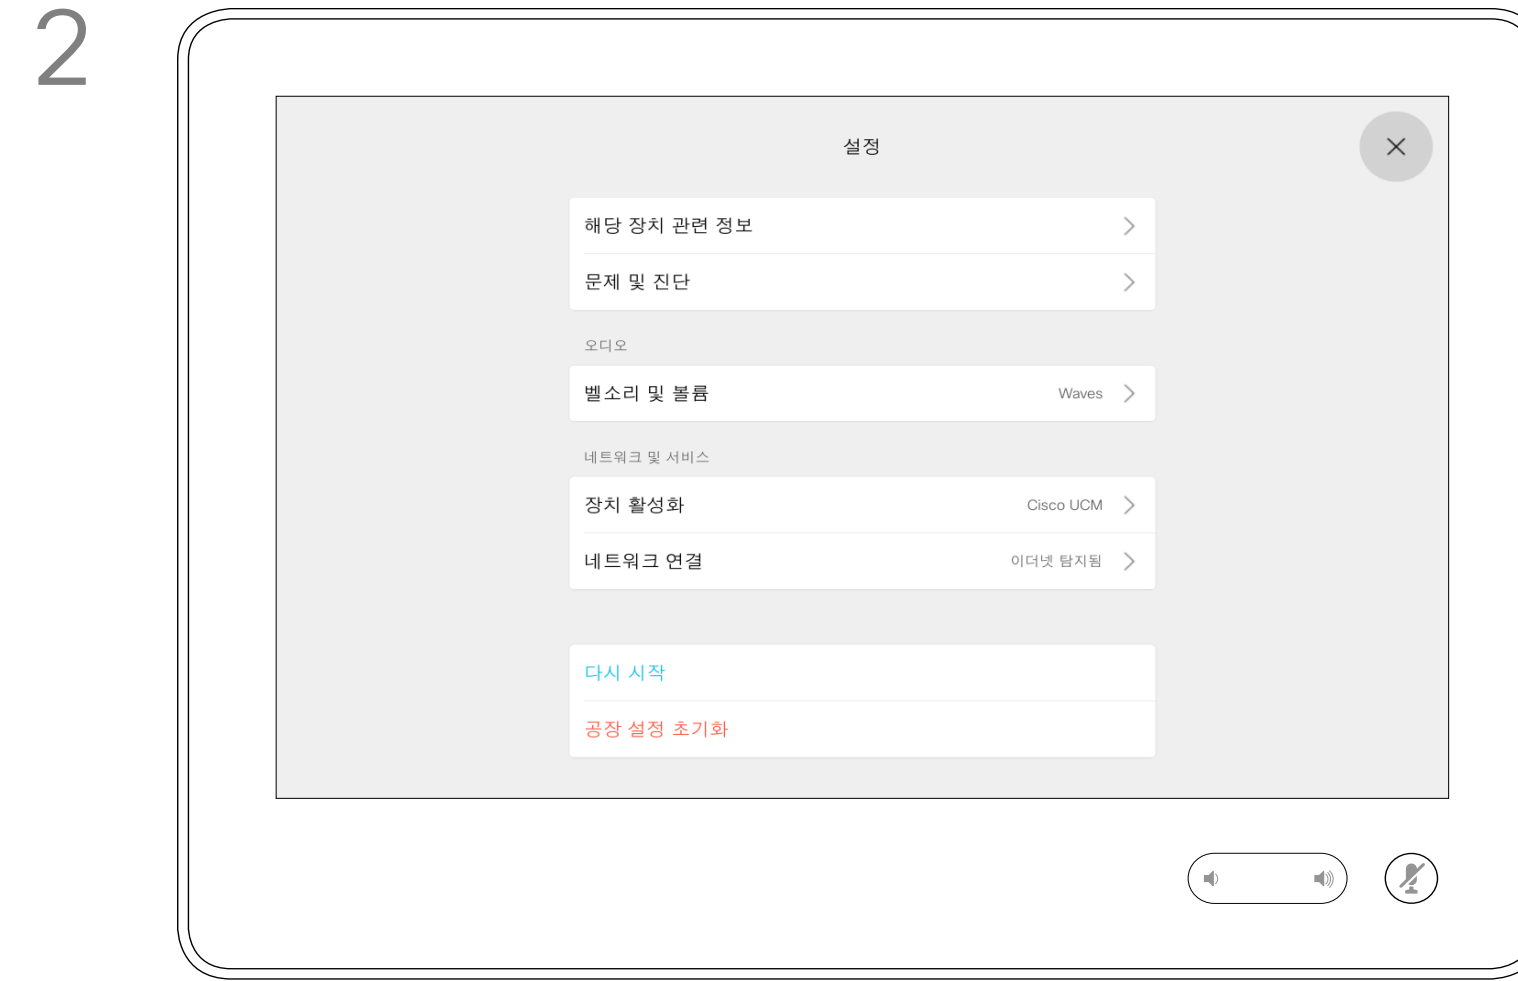 2
설정
해당 장치 관련 정보
문제 및 진단
오디오
벨소리 및 볼륨 Waves
네트워크 및 서비스
장치 활성화 Cisco UCM
네트워크 연결 이더넷 탐지됨
다시 시작
공장 설정 초기화